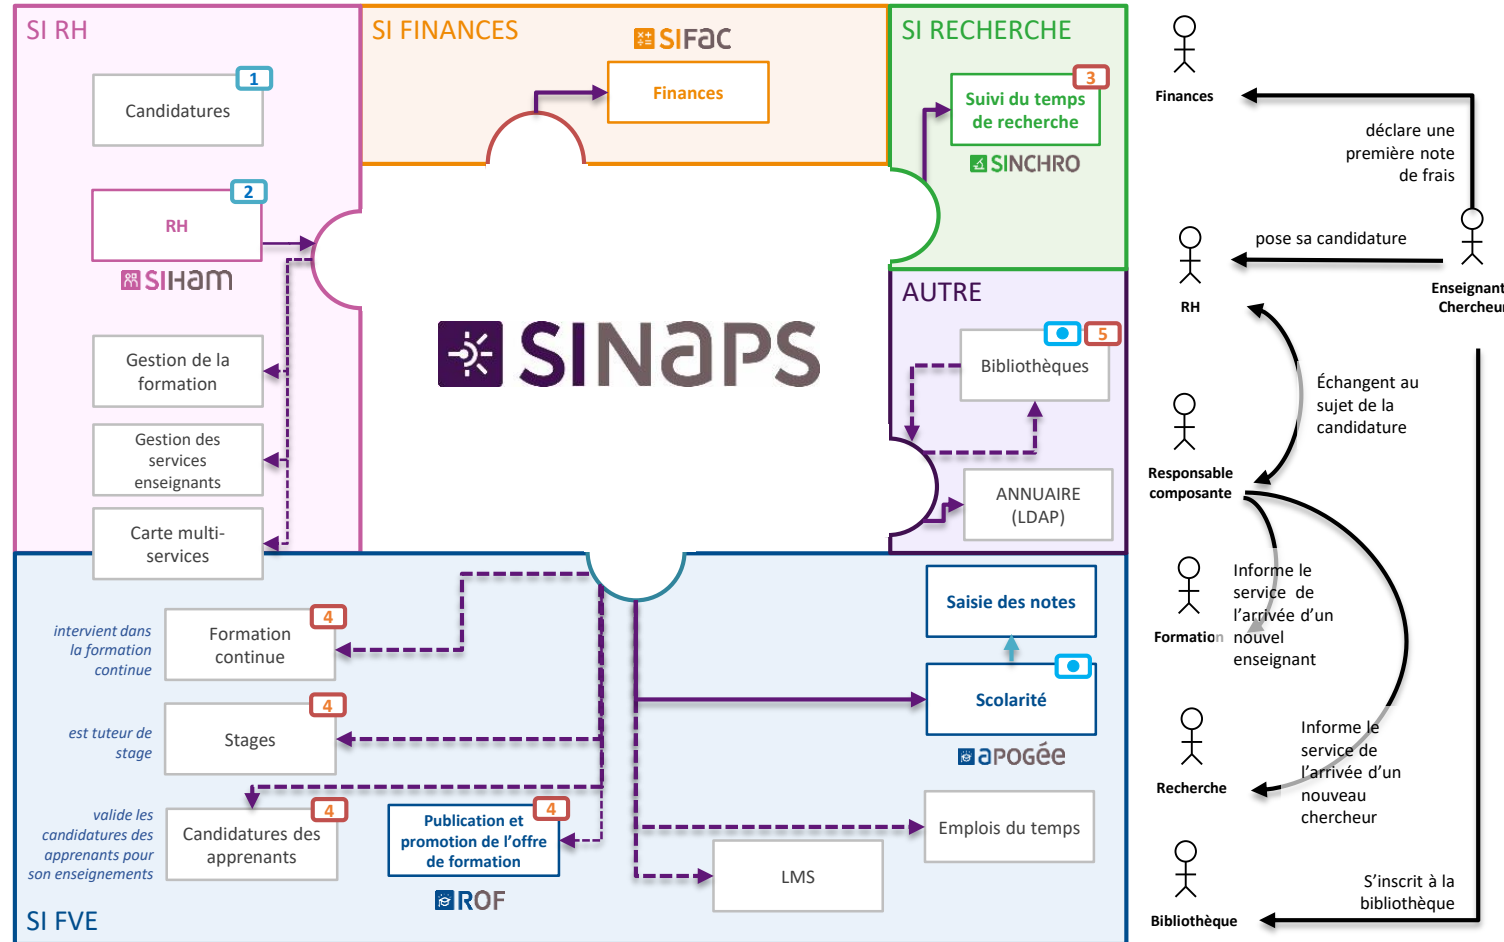 SI RH
SI FINANCES
SIFAC
SI RECHERCHE
1
Candidatures
Finances
3
Suivi du temps
de recherche
SINCHRO
2
RH
SIHAM
Gestion de la
formation
Gestion des
services
enseignants
Carte multi-
services
SINAPS
AUTRE
5
Bibliothèques
ANNUAIRE
(LDAP)
intervient dans
la formation
continue
4
Formation
continue
est tuteur de
stage
4
Stages
valide les
candidatures des
apprenants pour
son enseignements
4
Candidatures des
apprenants
4
Publication et
promotion de l’offre
de formation
ROF
Saisie des notes
Scolarité
APOGée
Emplois du temps
LMS
SI FVE
Finances
déclare une
première note
de frais
pose sa candidature
RH
Enseignant
Chercheur
Échangent au
sujet de la
candidature
Responsable
composante
Informe le
service de
l’arrivée d’un
nouvel
enseignant
Formation
Informe le
service de
l’arrivée d’un
nouveau
chercheur
Recherche
S’inscrit à la
bibliothèque
Bibliothèque